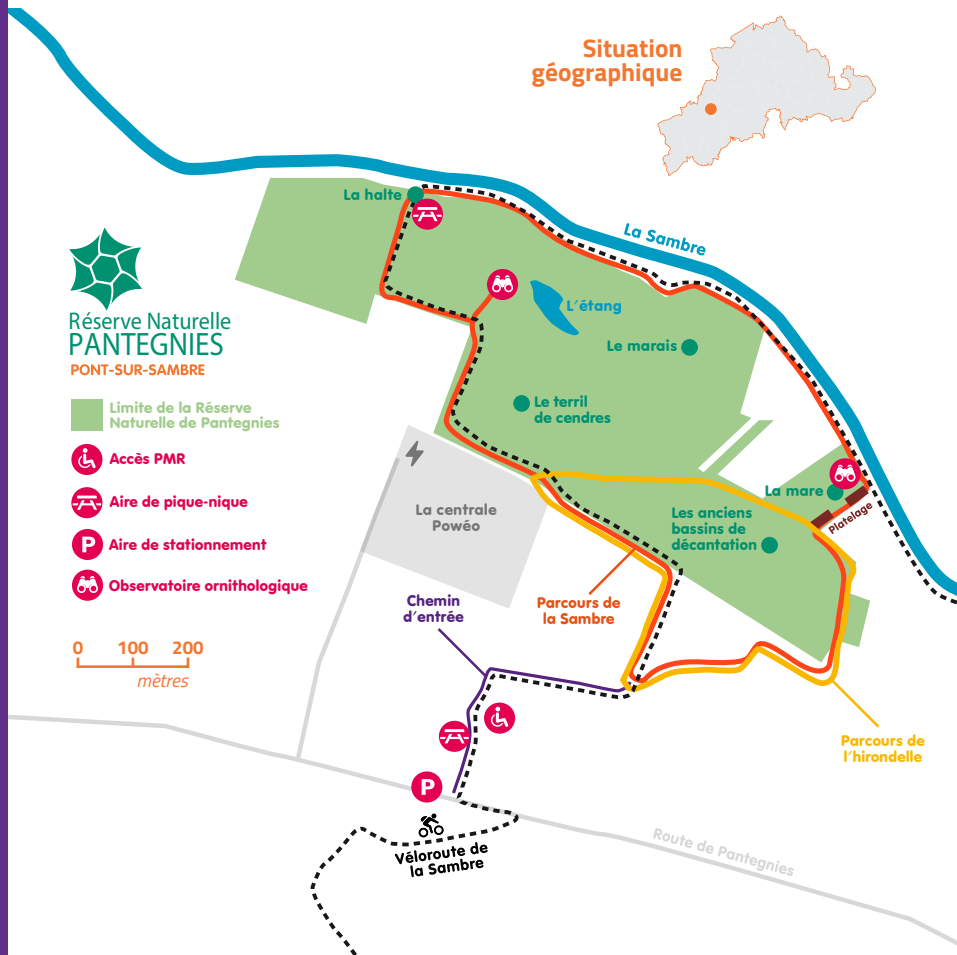 Situation
géographique
La halte
La Sambre
L'étang
Le marais
Réserve Naturelle
PANTEGNIES
PONT-SUR-SAMBRE
Limite de la Réserve
Naturelle de Pantegnies
Accès PMR
Aire de pique-nique
P
Aire de stationnement
Observatoire ornithologique
0 100 200
mètres
Le terril
de cendres
La centrale
Powéo
La mare
Platelage
Les anciens
bassins de
décantation
Chemin
d'entrée
Parcours de
la Sambre
Parcours de
l'hirondelle
P
Véloroute de
la Sambre
Route de Pantegnies